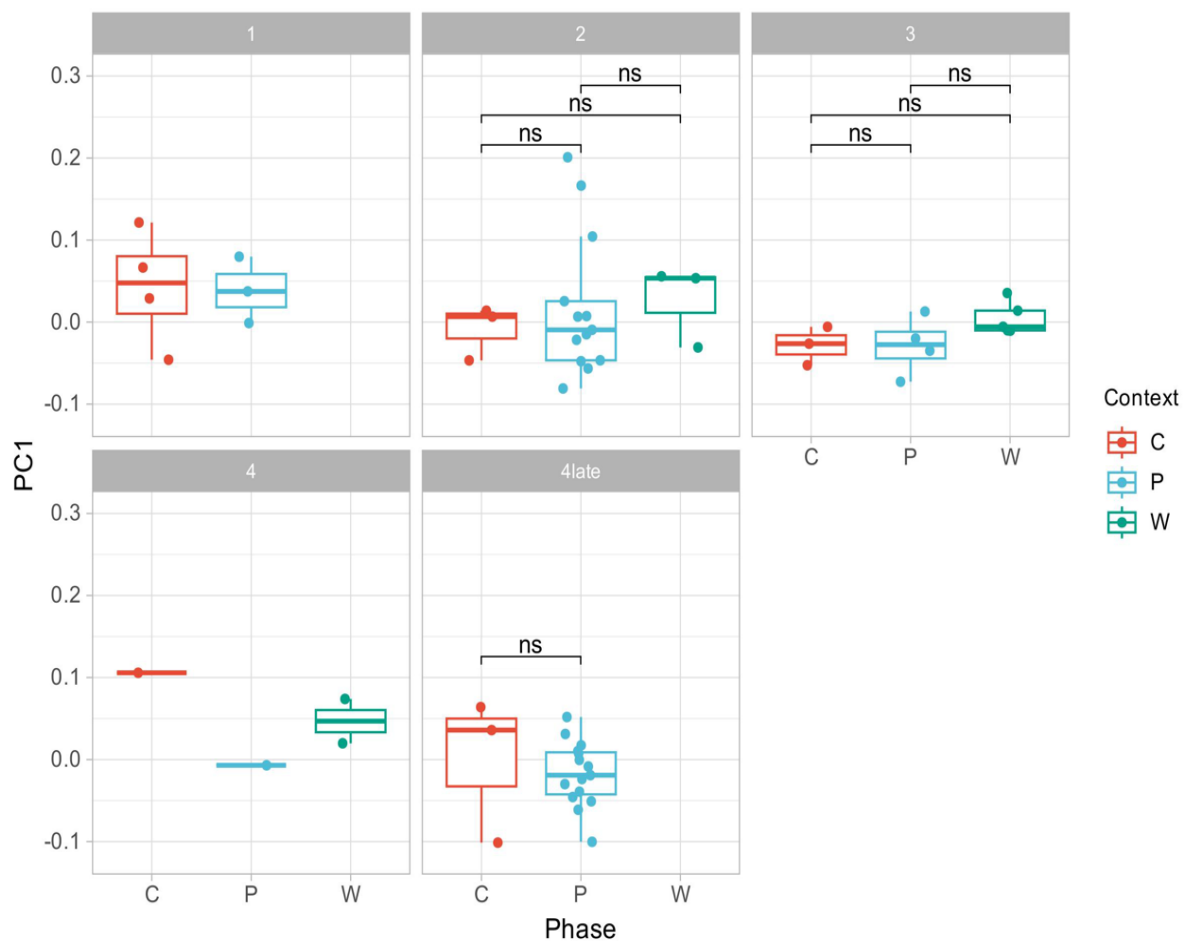 1 2 3
0.3
0.2
0.1
0.0
-0.1
ns
ns
ns
ns
ns
ns
C P W
PC1
4 4late
0.3
0.2
0.1
0.0
-0.1
ns
C P W C P W
Phase
Context
C
P
W